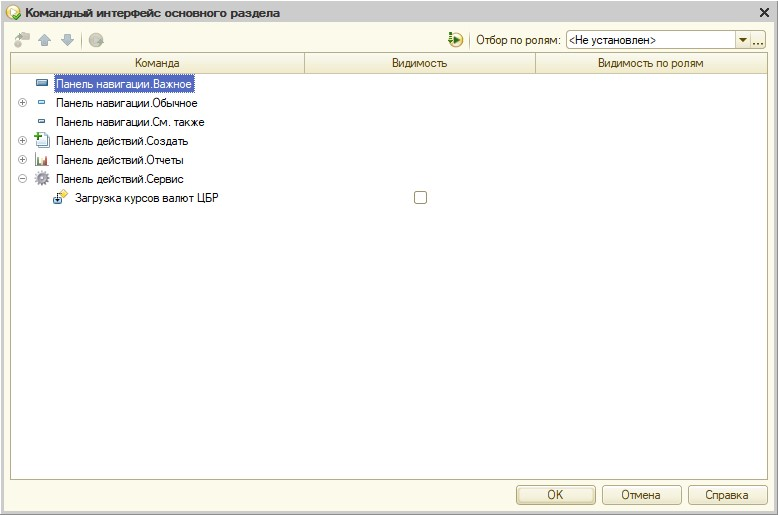 Командный интерфейс основного раздела
Отбор по ролям: <Не установлен>
Команда Видимость Видимость по ролям
Панель навигации.Важное
Панель навигации.Обычное
Панель навигации.См. также
Панель действий.Создать
Панель действий.Отчеты
Панель действий.Сервис
Загрузка курсов валют ЦБР
OK Отмена Справка